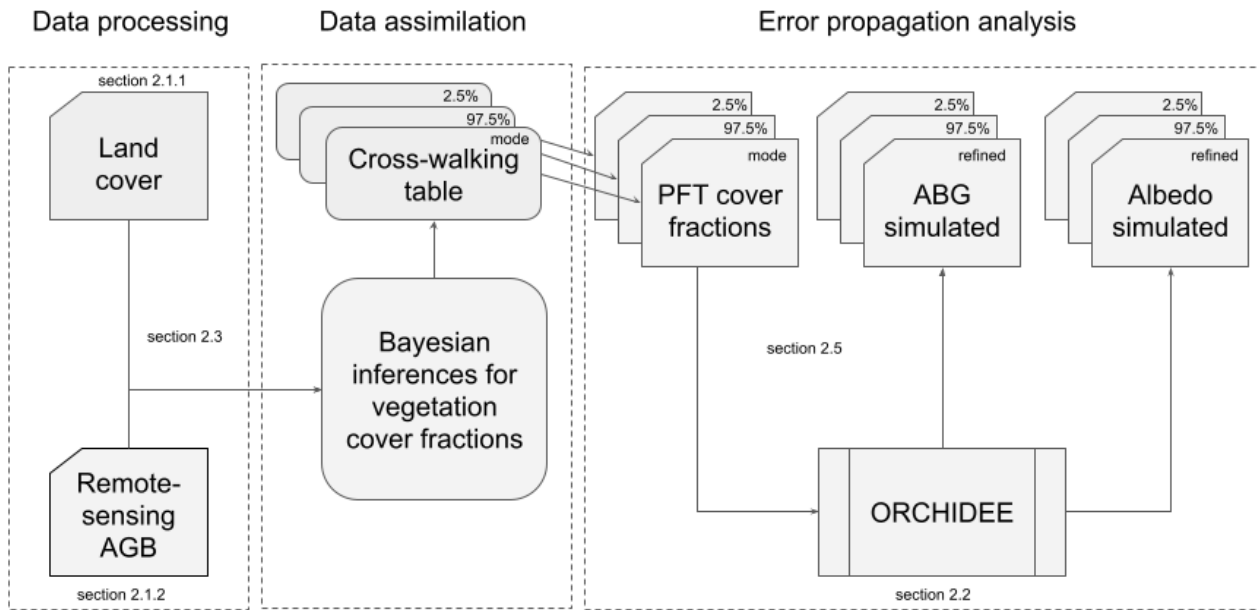 Data processing
Data assimilation
Error propagation analysis
section 2.1.1
Land
cover
section 2.3
Remote-
sensing
AGB
section 2.1.2
2.5%
97.5%
mode
Cross-walking
table
Bayesian
inferences for
vegetation
cover fractions
2.5%
97.5%
mode
PFT cover
fractions
2.5%
97.5%
refined
ABG
simulated
2.5%
97.5%
refined
Albedo
simulated
section 2.5
ORCHIDEE
section 2.2